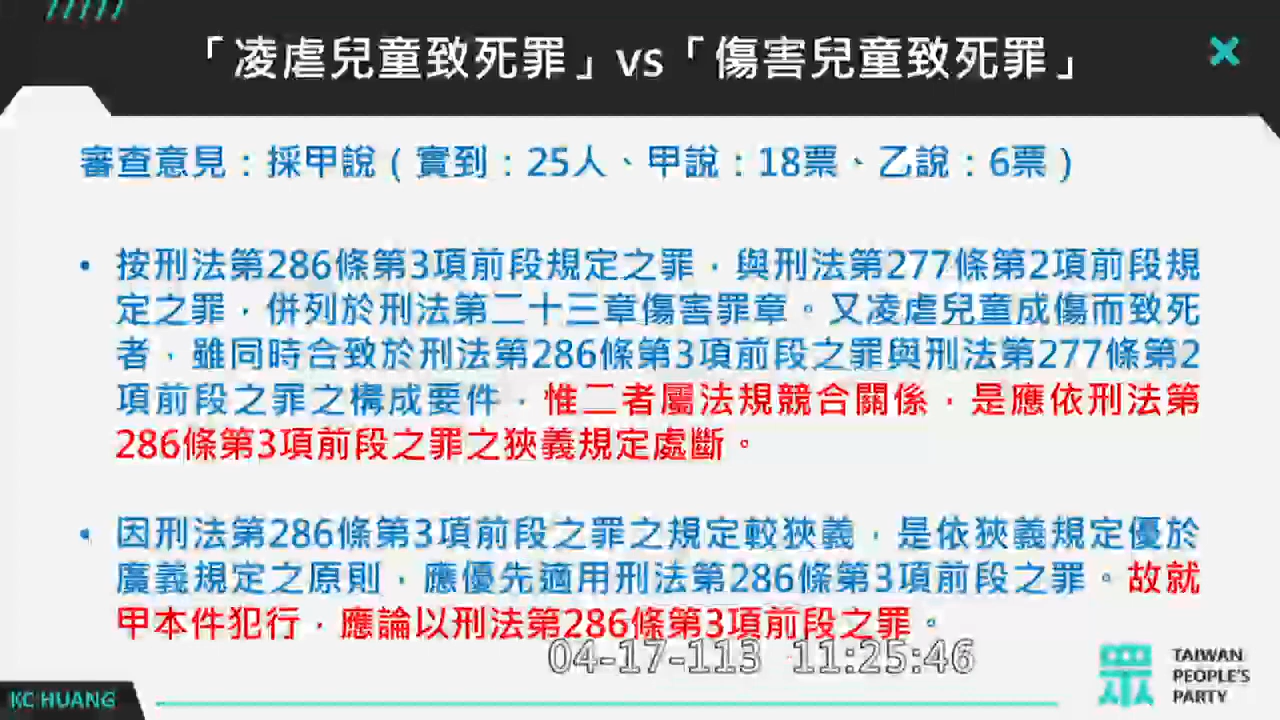 「凌虐兒童致死罪」vs「傷害兒童致死罪」
審查意見：採甲說（實到：25人、甲說：18票、乙說：6票）
• 按刑法第286條第3項前段規定之罪，與刑法第277條第2項前段規
定之罪，併列於刑法第二十三章傷害罪章。又凌虐兒童成傷而致死
者，雖同時合致於刑法第286條第3項前段之罪與刑法第277條第2
項前段之罪之構成要件，惟二者屬法規競合關係，是應依刑法第
286條第3項前段之罪之狹義規定處斷。
• 因刑法第286條第3項前段之罪之規定較狹義，是依狹義規定優於
廣義規定之原則，應優先適用刑法第286條第3項前段之罪。故就
甲本件犯行，應論以刑法第286條第3項前段之罪。
04-17-113 11:25:46
TAIWAN
PEOPLE'S
PARTY
KC HUANG